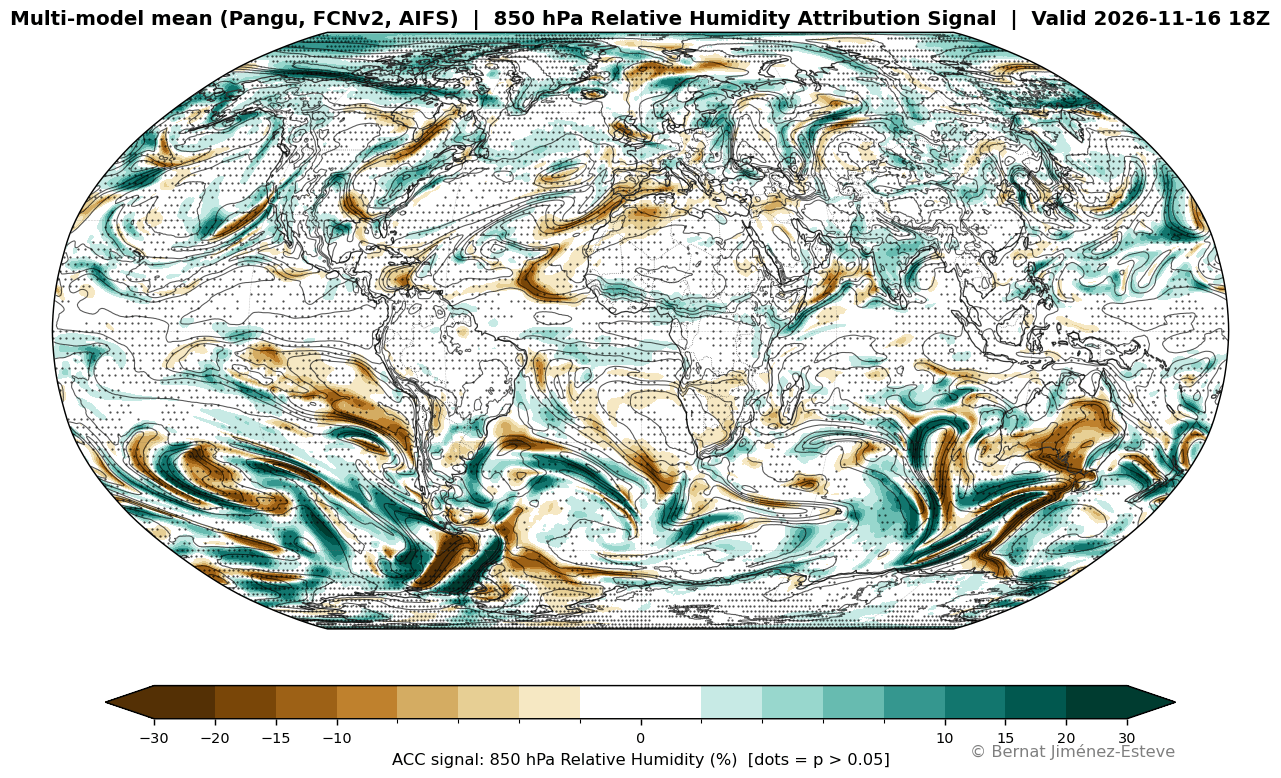 Multi-model mean (Pangu, FCNv2, AIFS)  |  850 hPa Relative Humidity Attribution Signal  |  Valid 2026-11-16 18Z
−30 −20 −15 −10 0 10 15 20 30
ACC signal: 850 hPa Relative Humidity (%)  [dots = p > 0.05]
© Bernat Jiménez-Esteve